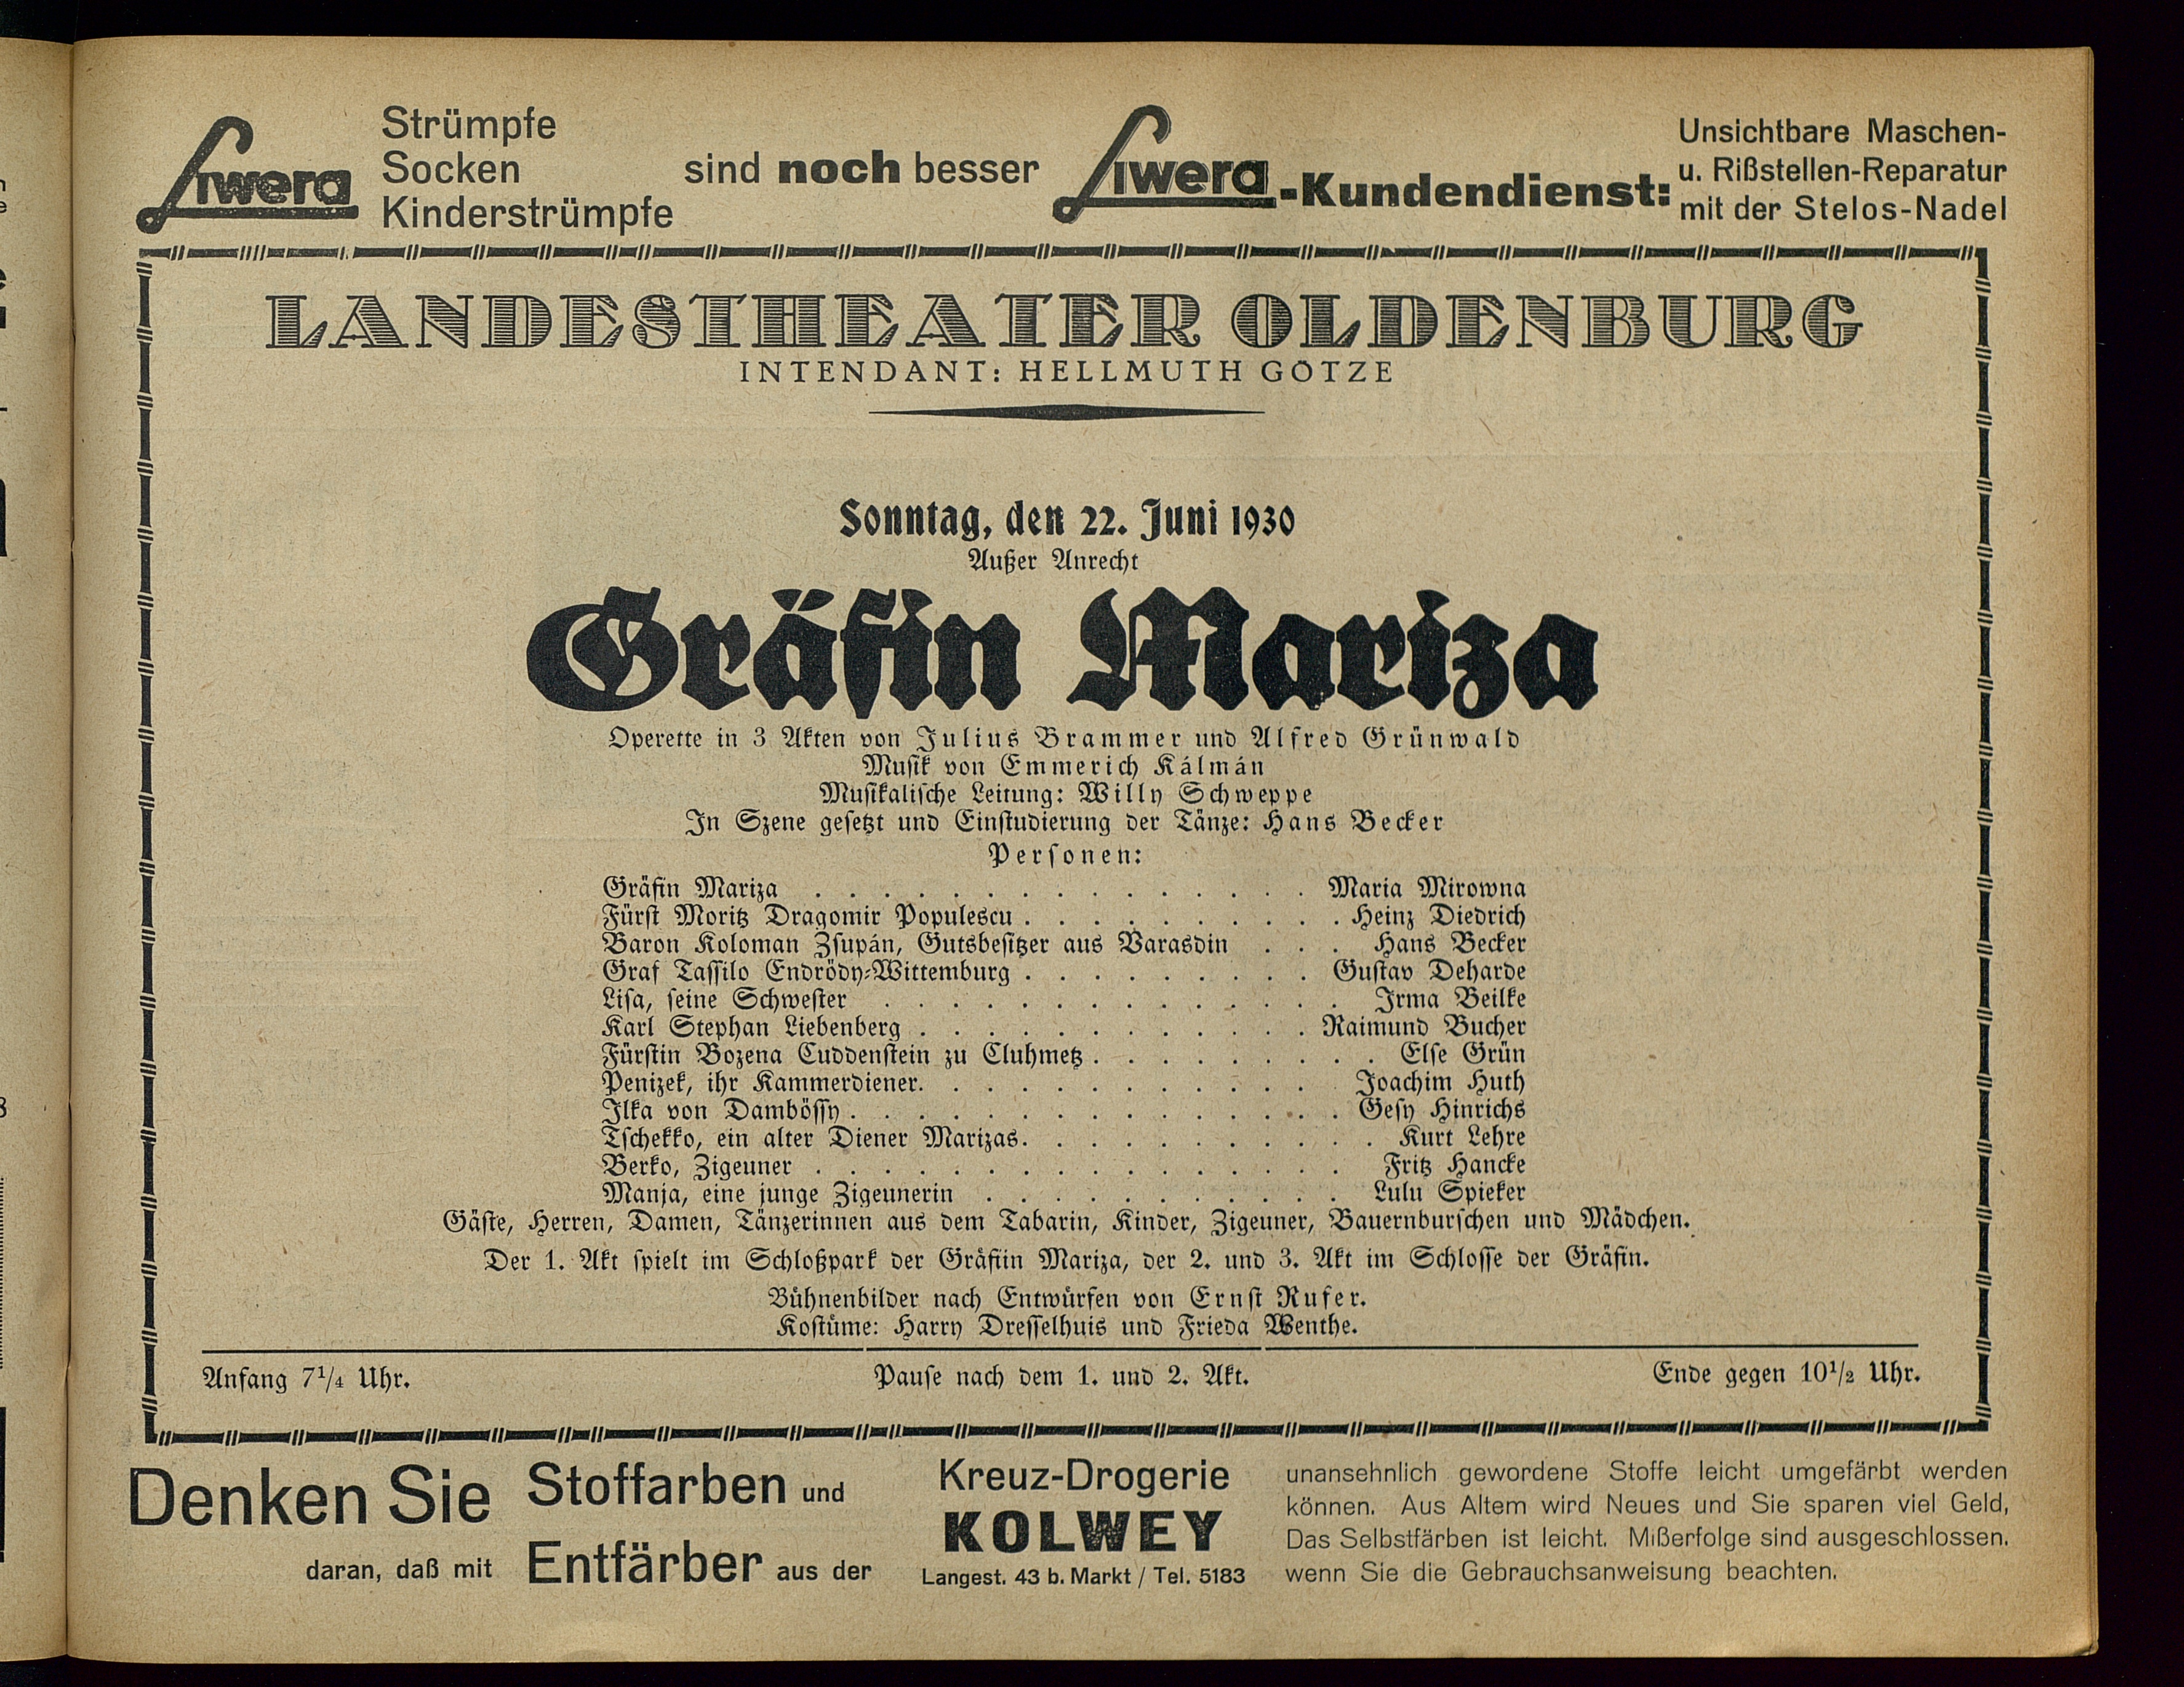 Liwera
Strümpfe
Socken
Kinderstrümpfe
sind noch besser
Liwera-Kundendienst:
Unsichtbare Maschen-
u. Rißstellen-Reparatur
mit der Stelos-Nadel
LANDESTHEATER OLDENBURG
INTENDANT: HELLMUTH GÖTZE
Sonntag, den 22. Juni 1930
Außer Anrecht
Gräfin Mariza
Operette in 3 Akten von Julius Brammer und Alfred Grünwald
Musik von Emmerich Kálmán
Musikalische Leitung: Willy Schweppe
In Szene gesetzt und Einstudierung der Tänze: Hans Becker
Personen:
Gräfin Mariza . . . . . . . . . . . . . . . Maria Mirowna
Fürst Moritz Dragomir Populescu . . . . . . . . . . Heinz Diedrich
Baron Koloman Zsupán, Gutsbesitzer aus Varasdin . . . Hans Becker
Graf Tassilo Endrödy-Wittemburg . . . . . . . . . Gustav Deharde
Lisa, seine Schwester . . . . . . . . . . . . . . Irma Beilke
Karl Stephan Liebenberg . . . . . . . . . . . . Raimund Bucher
Fürstin Bozena Cuddenstein zu Cluhmetz . . . . . . . . . Else Grün
Penizek, ihr Kammerdiener. . . . . . . . . . . . Joachim Huth
Ilka von Dambössy . . . . . . . . . . . . . . . Gesy Hinrichs
Tschekko, ein alter Diener Marizas. . . . . . . . . . . Kurt Lehre
Berko, Zigeuner . . . . . . . . . . . . . . . . Fritz Hancke
Manja, eine junge Zigeunerin . . . . . . . . . . . Lulu Spieker
Gäste, Herren, Damen, Tänzerinnen aus dem Tabarin, Kinder, Zigeuner, Bauernburschen und Mädchen.
Der 1. Akt spielt im Schloßpark der Gräfiin Mariza, der 2. und 3. Akt im Schlosse der Gräfin.
Bühnenbilder nach Entwürfen von Ernst Rufer.
Kostüme: Harry Dresselhuis und Frieda Wenthe.
Anfang 7 1/4 Uhr. Pause nach dem 1. und 2. Akt. Ende gegen 10 1/2 Uhr.
Denken Sie
daran, daß mit
Stoffarben und
Entfärber aus der
Kreuz-Drogerie
KOLWEY
Langest. 43 b. Markt / Tel. 5183
unansehnlich gewordene Stoffe leicht umgefärbt werden
können. Aus Altem wird Neues und Sie sparen viel Geld,
Das Selbstfärben ist leicht. Mißerfolge sind ausgeschlossen.
wenn Sie die Gebrauchsanweisung beachten.